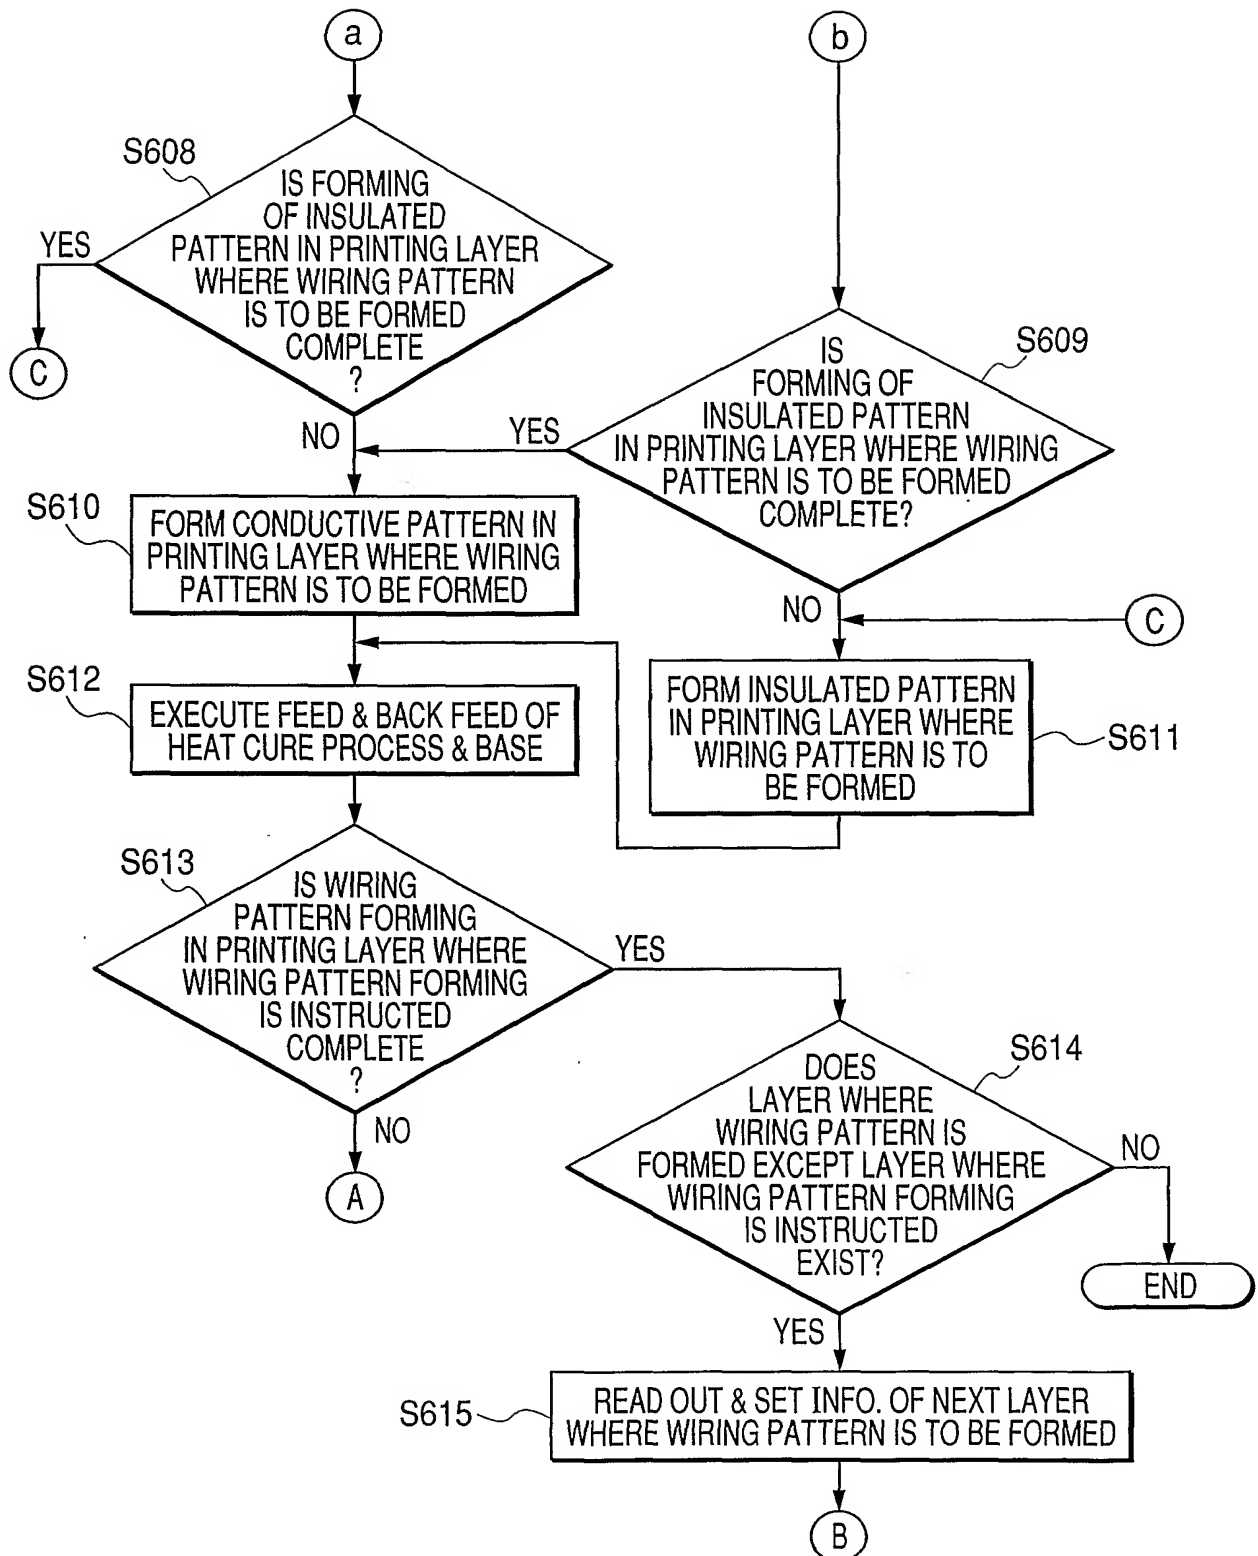 a
b
S608
IS FORMING
OF INSULATED
PATTERN IN PRINTING LAYER
WHERE WIRING PATTERN
IS TO BE FORMED
COMPLETE
?
YES
C
NO
S609
IS
FORMING OF
INSULATED PATTERN
IN PRINTING LAYER WHERE WIRING
PATTERN IS TO BE FORMED
COMPLETE?
YES
NO
C
S610
FORM CONDUCTIVE PATTERN IN
PRINTING LAYER WHERE WIRING
PATTERN IS TO BE FORMED
S612
EXECUTE FEED & BACK FEED OF
HEAT CURE PROCESS & BASE
FORM INSULATED PATTERN
IN PRINTING LAYER WHERE
WIRING PATTERN IS TO
BE FORMED
S611
S613
IS WIRING
PATTERN FORMING
IN PRINTING LAYER WHERE
WIRING PATTERN FORMING
IS INSTRUCTED
COMPLETE
?
YES
NO
A
S614
DOES
LAYER WHERE
WIRING PATTERN IS
FORMED EXCEPT LAYER WHERE
WIRING PATTERN FORMING
IS INSTRUCTED
EXIST?
NO
END
YES
S615
READ OUT & SET INFO. OF NEXT LAYER
WHERE WIRING PATTERN IS TO BE FORMED
B